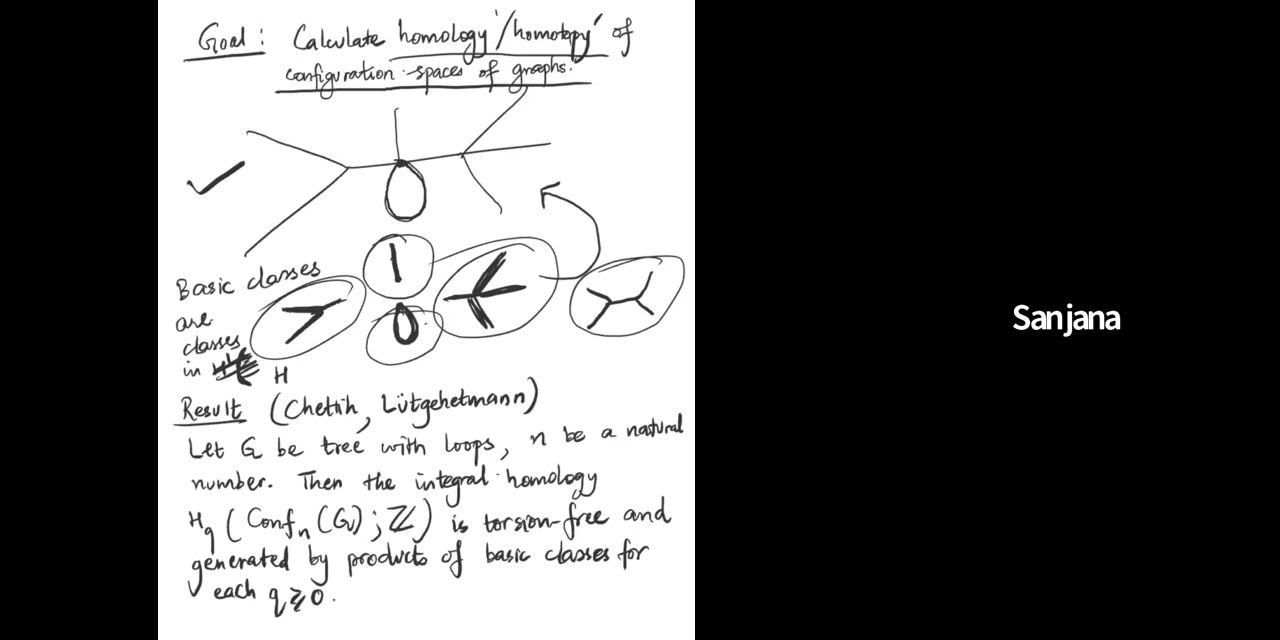 Goal: Calculate homology/'homotopy' of
configuration spaces of graphs.
Basic classes
are
classes
in H
Result (Chettih, Lütgehetmann)
Let G be tree with loops, n be a natural
number. Then the integral homology
Hq (Confn (G); ℤ) is torsion-free and
generated by products of basic classes for
each q ≥ 0.
Sanjana